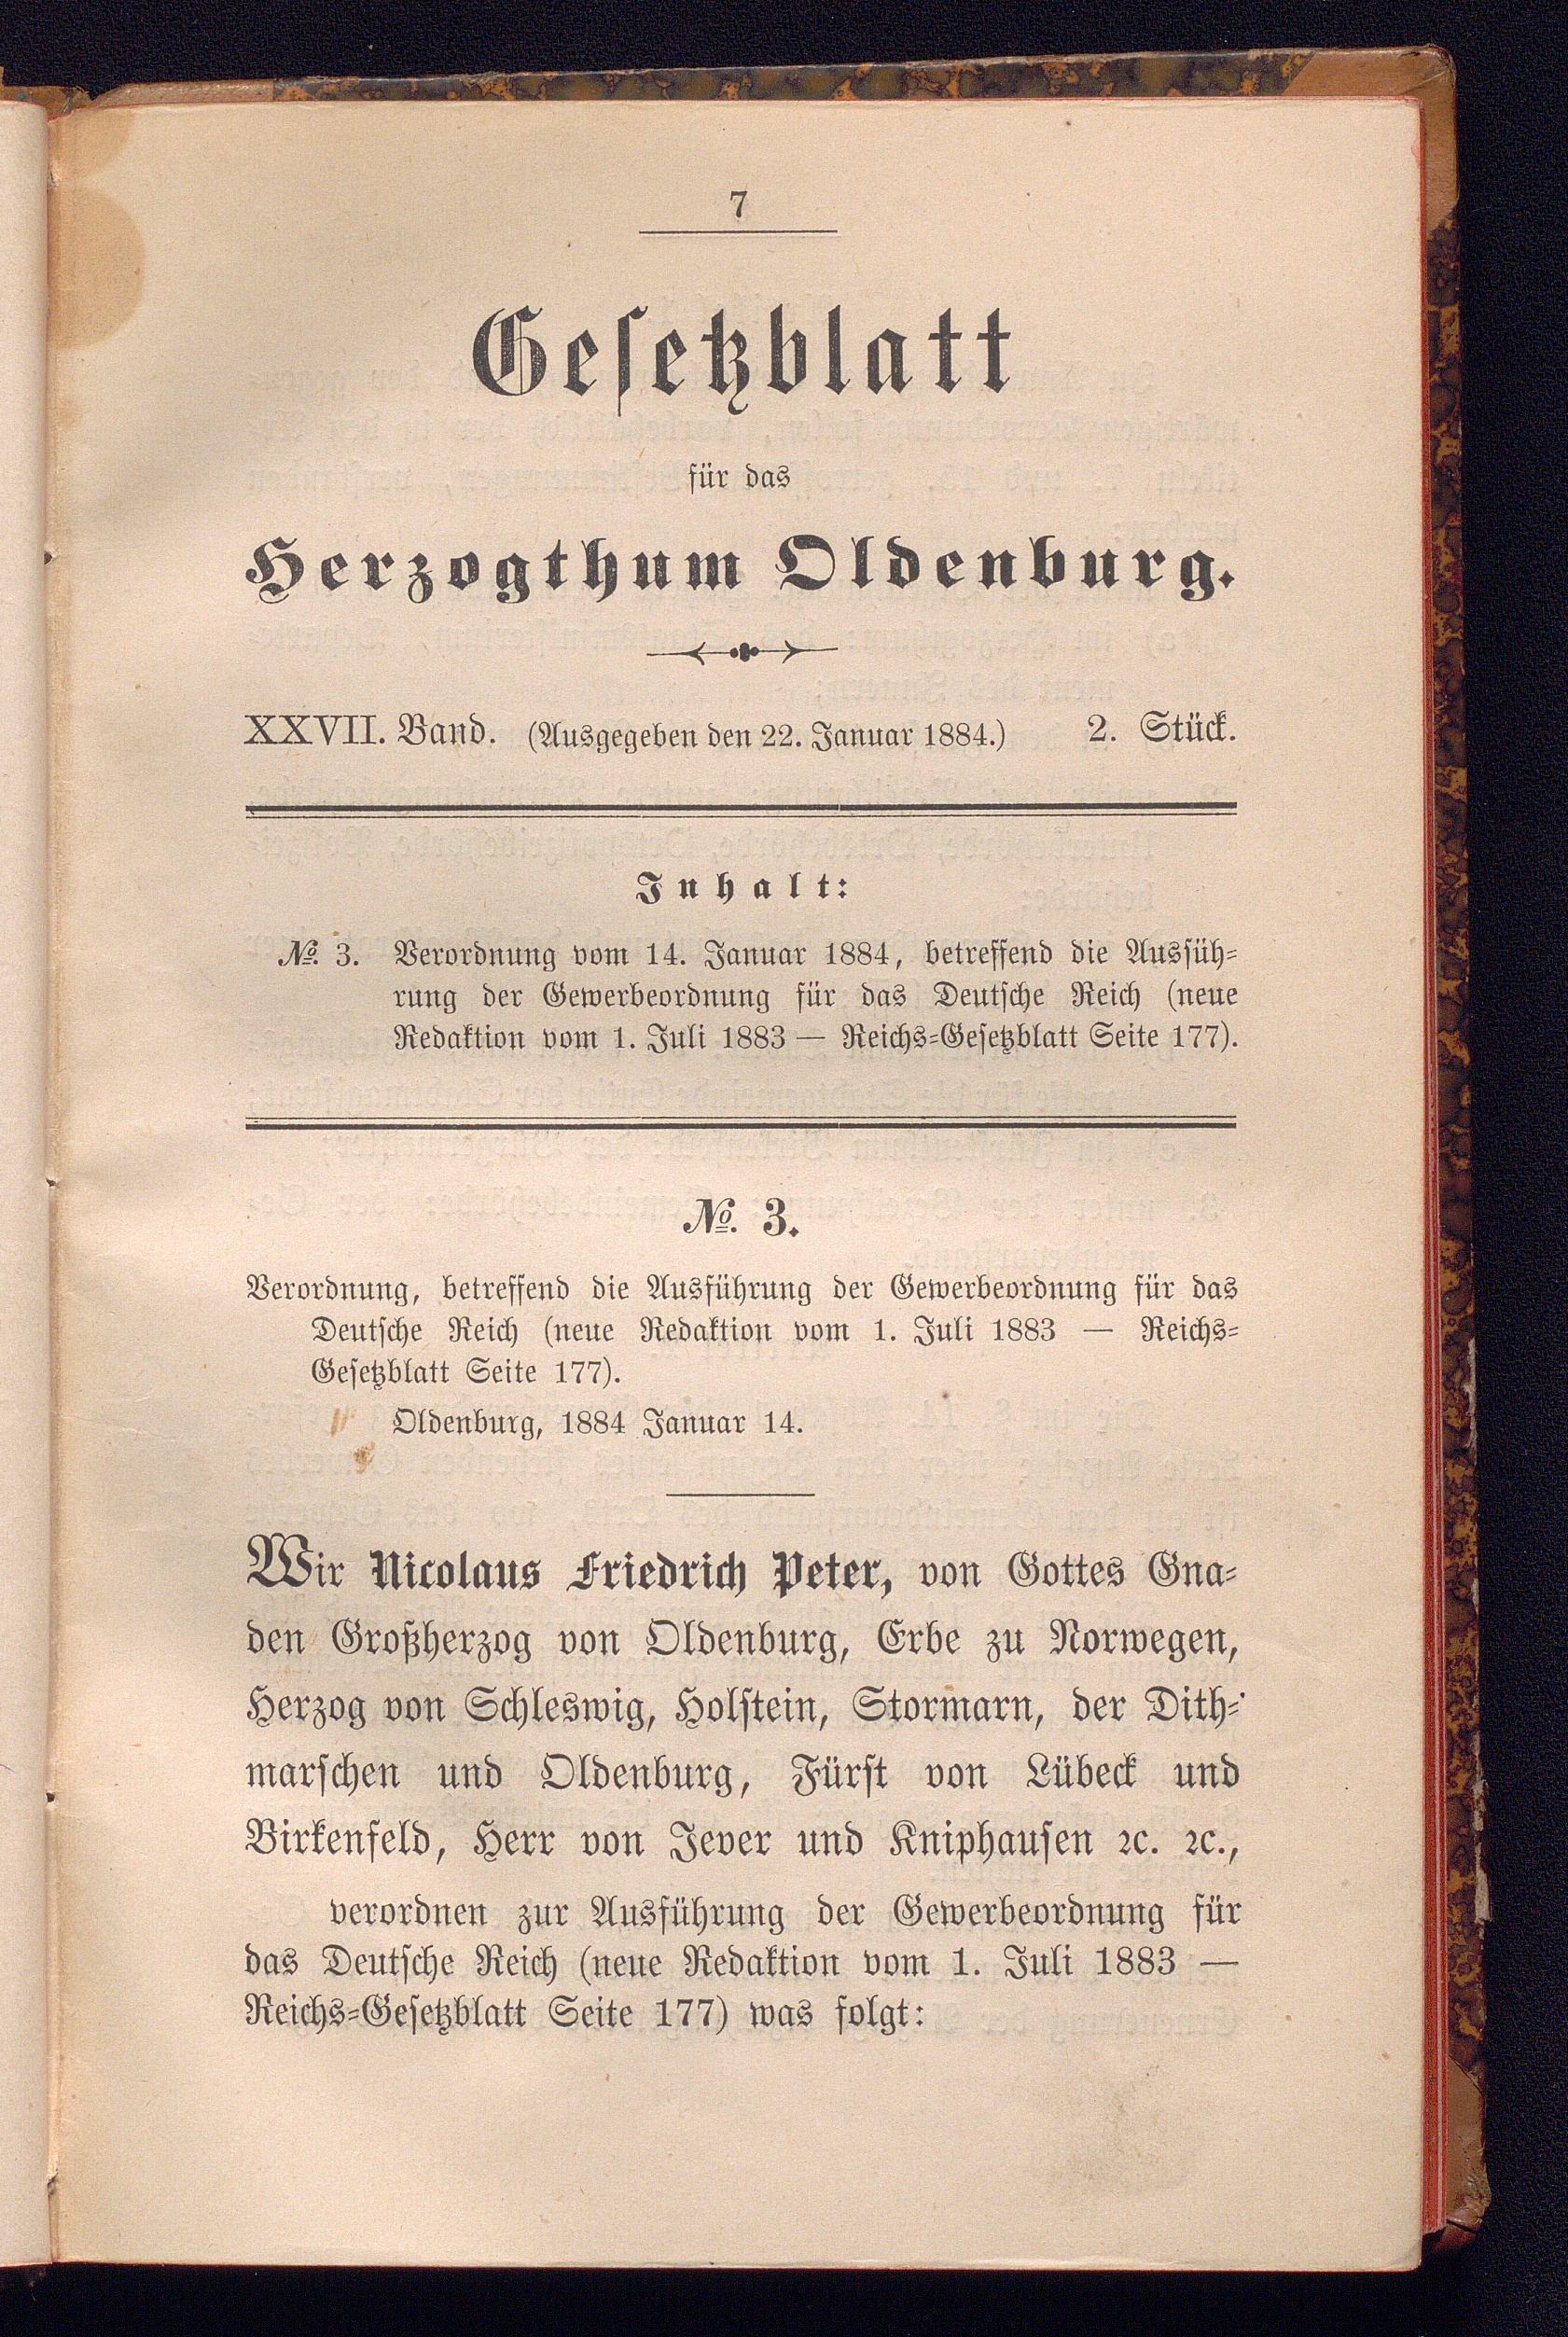 7
Gesetzblatt
für das
Herzogthum Oldenburg.
XXVII. Band. (Ausgegeben den 22. Januar 1884.) 2. Stück.
Inhalt:
№. 3. Verordnung vom 14. Januar 1884, betreffend die Ausfüh-
rung der Gewerbeordnung für das Deutsche Reich (neue
Redaktion vom 1. Juli 1883 — Reichs-Gesetzblatt Seite 177).
№. 3.
Verordnung, betreffend die Ausführung der Gewerbeordnung für das
Deutsche Reich (neue Redaktion vom 1. Juli 1883 — Reichs-
Gesetzblatt Seite 177).
Oldenburg, 1884 Januar 14.
Wir Nicolaus Friedrich Peter, von Gottes Gna-
den Großherzog von Oldenburg, Erbe zu Norwegen,
Herzog von Schleswig, Holstein, Stormarn, der Dith-
marschen und Oldenburg, Fürst von Lübeck und
Birkenfeld, Herr von Jever und Kniphausen ꝛc. ꝛc.,
verordnen zur Ausführung der Gewerbeordnung für
das Deutsche Reich (neue Redaktion vom 1. Juli 1883 —
Reichs-Gesetzblatt Seite 177) was folgt: